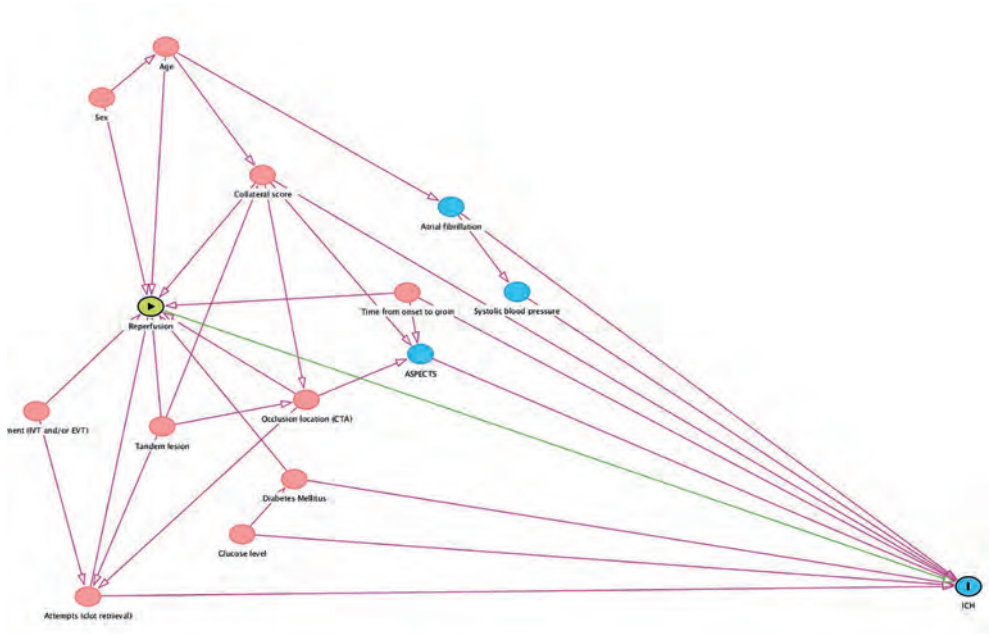 Age
Sex
Collateral score
Atrial fibrillation
Time from onset to groin
Systolic blood pressure
Reperfusion
ASPECTS
Occlusion location (CTA)
ment (IVT and/or EVT)
Tandem lesion
Diabetes Mellitus
Glucose level
ICH
Attempts (clot retrieval)